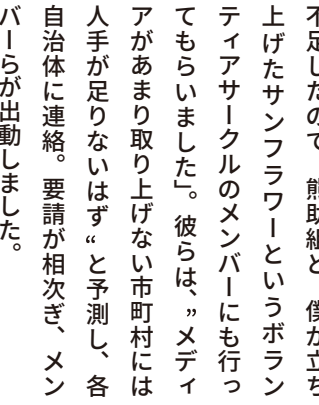 不足したので、熊助組と、僕が立ち
上げたサンフラワーというボラン
ティアサークルのメンバーにも行っ
てもらいました」。彼らは、”メディ
アがあまり取り上げない市町村には
人手が足りないはず“と予測し、各
自治体に連絡。要請が相次ぎ、メン
バーらが出動しました。